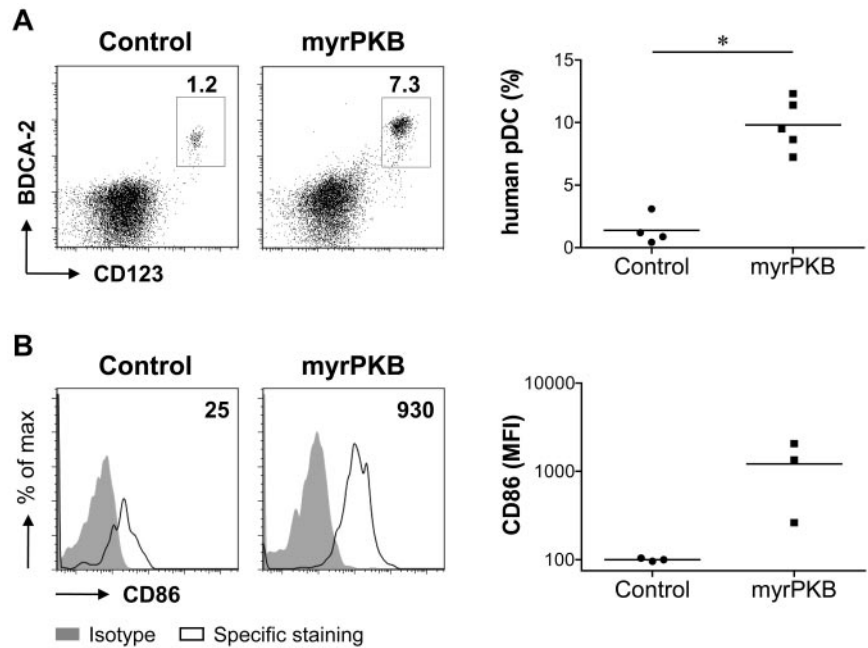 A
Control
myrPKB
1.2
7.3
BDCA-2
CD123
human pDC (%)
15
10
5
0
*
Control
myrPKB
B
Control
myrPKB
25
930
% of max
CD86
Isotype
Specific staining
CD86 (MFI)
10000
1000
100
Control
myrPKB